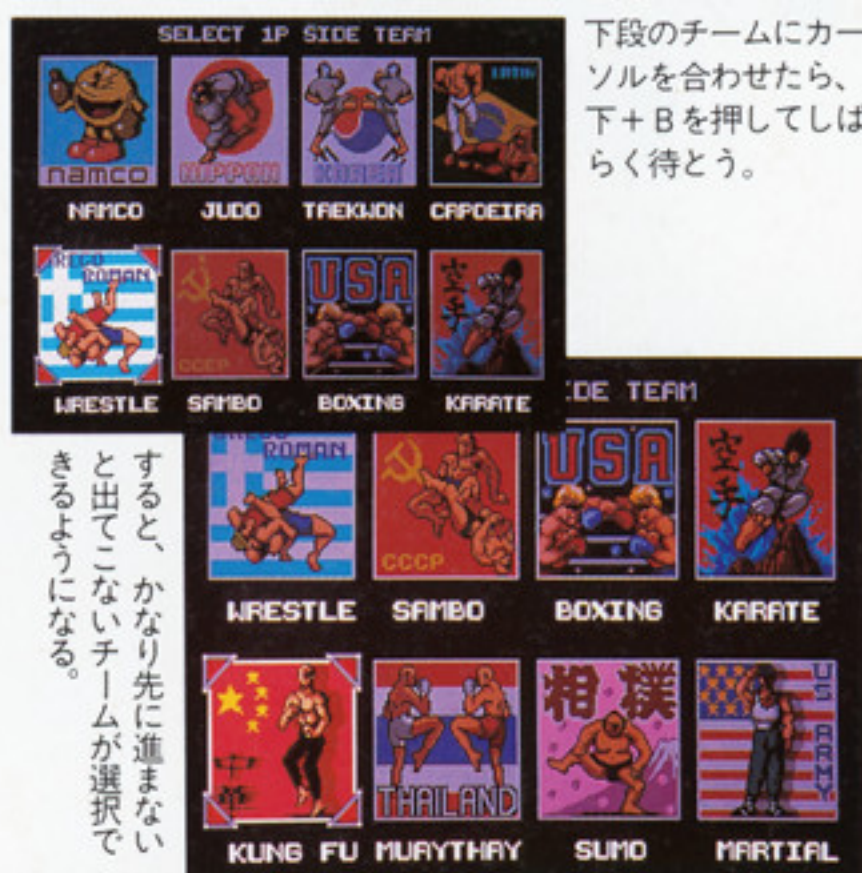 SELECT 1P SIDE TEAM
namco
NIPPON
KOREA
LATIN
NAMCO
JUDO
TAEKWON
CAPOEIRA
ROMAN
CCCP
USA
空手
WRESTLE
SAMBO
BOXING
KARATE
下段のチームにカー
ソルを合わせたら、
下+Bを押してしば
らく待とう。
IDE TEAM
ROMAN
CCCP
USA
空手
WRESTLE
SAMBO
BOXING
KARATE
中華
THAILAND
相撲
US ARMY
KUNG FU
MUAYTHAY
SUMO
MARTIAL
すると、かなり先に進まない
と出てこないチームが選択で
きるようになる。